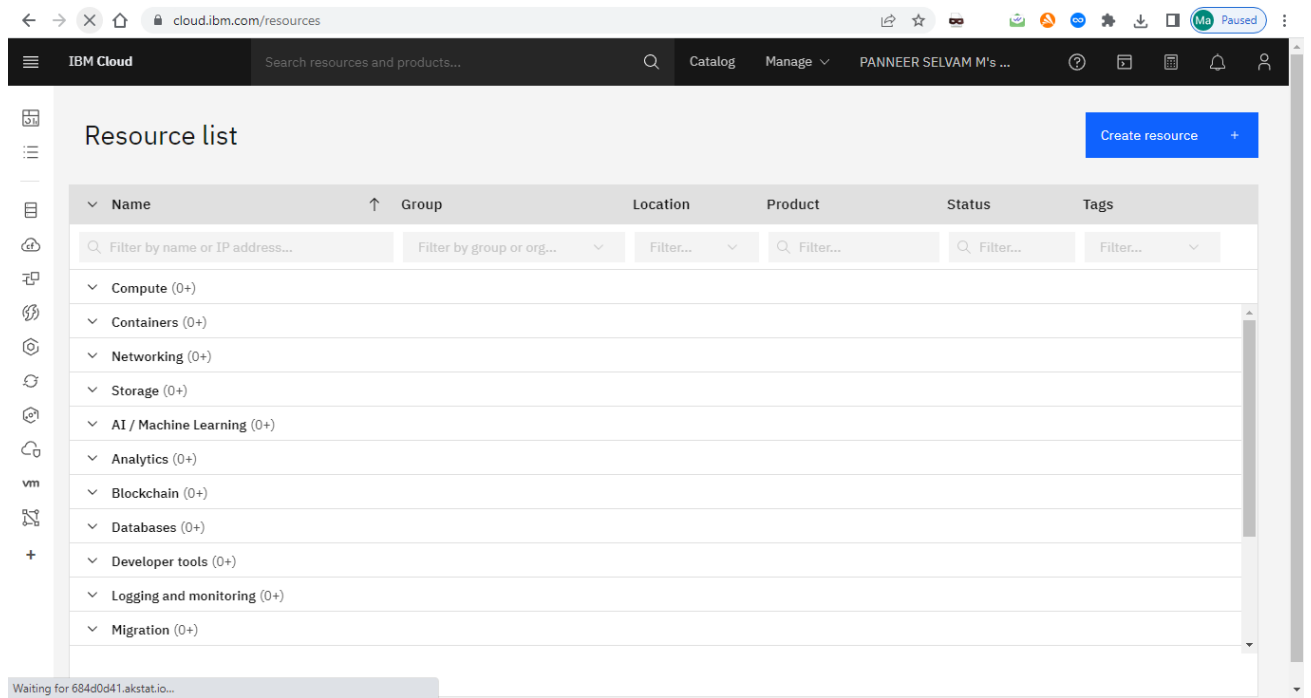 cloud.ibm.com/resources
Ma Paused
IBM Cloud Search resources and products... Catalog Manage PANNEER SELVAM M's ...
Resource list
Create resource +
Name Group Location Product Status Tags
Filter by name or IP address... Filter by group or org... Filter... Filter... Filter... Filter...
Compute (0+)
Containers (0+)
Networking (0+)
Storage (0+)
AI / Machine Learning (0+)
Analytics (0+)
Blockchain (0+)
vm
Databases (0+)
Developer tools (0+)
Logging and monitoring (0+)
Migration (0+)
Waiting for 684d0d41.akstat.io...